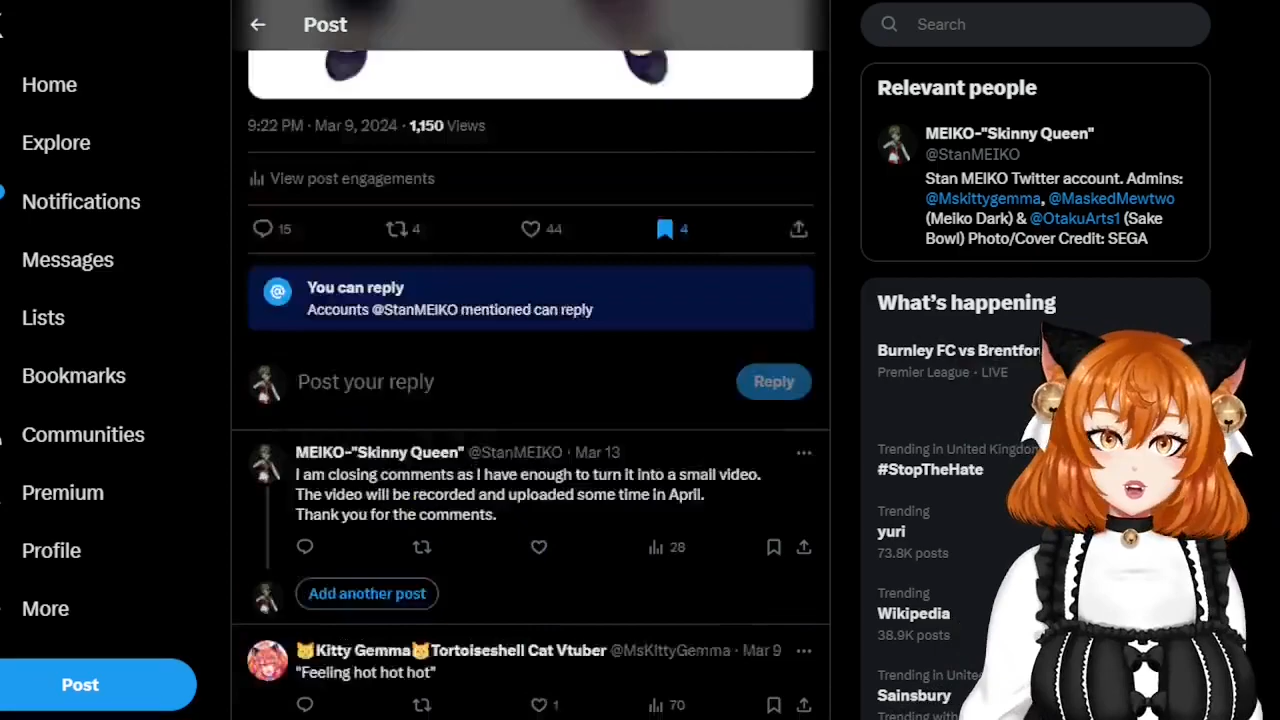 Post
9:22 PM · Mar 9, 2024 · 1,150 Views
View post engagements
15
4
44
4
You can reply
Accounts @StanMEIKO mentioned can reply
Post your reply
Reply
MEIKO-"Skinny Queen" @StanMEIKO · Mar 13
I am closing comments as I have enough to turn it into a small video.
The video will be recorded and uploaded some time in April.
Thank you for the comments.
28
Add another post
😺Kitty Gemma😺Tortoiseshell Cat Vtuber @MsKIttyGemma · Mar 9
"Feeling hot hot hot"
1
70
Home
Explore
Notifications
Messages
Lists
Bookmarks
Communities
Premium
Profile
More
Post
Search
Relevant people
MEIKO-"Skinny Queen"
@StanMEIKO
Stan MEIKO Twitter account. Admins:
@Mskittygemma, @MaskedMewtwo
(Meiko Dark) & @OtakuArts1 (Sake
Bowl) Photo/Cover Credit: SEGA
What's happening
Burnley FC vs Brentfor
Premier League · LIVE
Trending in United Kingdom
#StopTheHate
Trending
yuri
73.8K posts
Trending
Wikipedia
38.9K posts
Trending in Unite
Sainsbury
Trending with